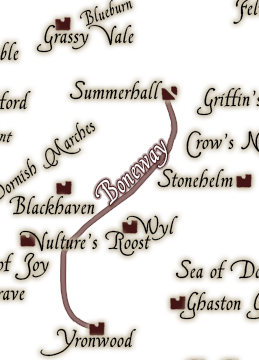 Blueburn
Fel
Grassy Vale
ble
Summerhall
ford
Griffin's
nt
Crow's N
Dornish Marches
Boneway
Stonehelm
Blackhaven
Wyl
Vulture's Roost
of Joy
Sea of Do
rave
Ghaston G
Yronwood